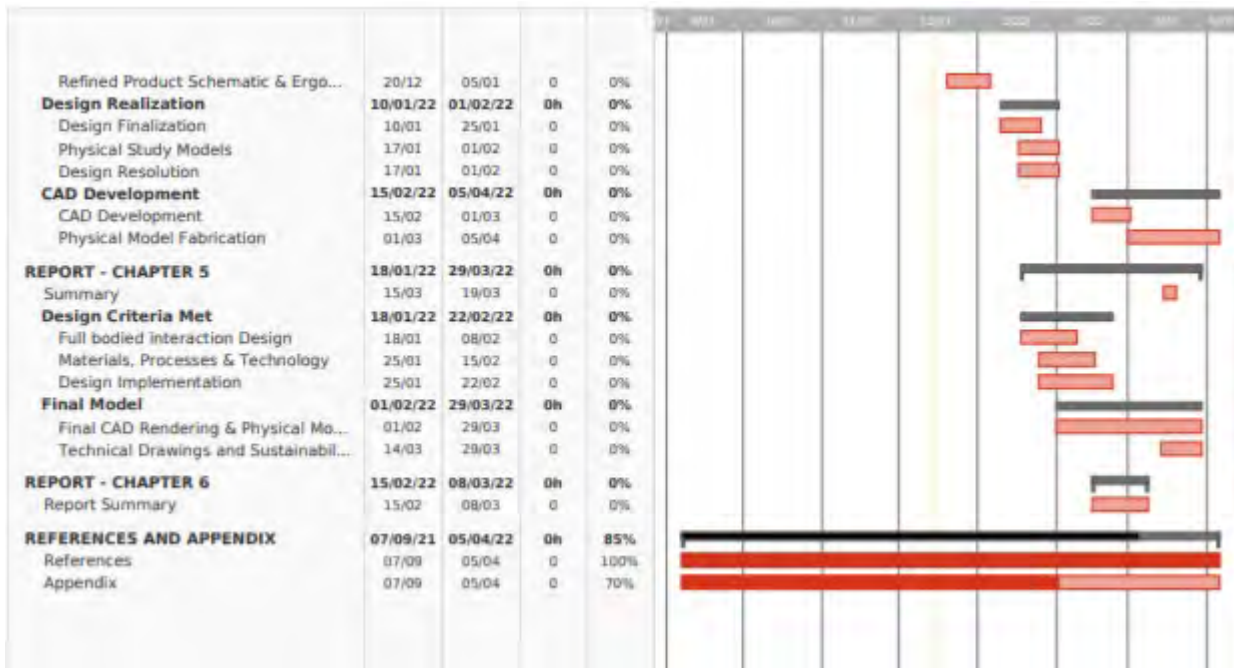 Refined Product Schematic & Ergo... 20/12 05/01 0 0%
Design Realization 10/01/22 01/02/22 0h 0%
Design Finalization 10/01 25/01 0 0%
Physical Study Models 17/01 01/02 0 0%
Design Resolution 17/01 01/02 0 0%
CAD Development 15/02/22 05/04/22 0h 0%
CAD Development 15/02 01/03 0 0%
Physical Model Fabrication 01/03 05/04 0 0%
REPORT - CHAPTER 5 18/01/22 29/03/22 0h 0%
Summary 15/03 19/03 0 0%
Design Criteria Met 18/01/22 22/02/22 0h 0%
Full bodied interaction Design 18/01 08/02 0 0%
Materials, Processes & Technology 25/01 15/02 0 0%
Design Implementation 25/01 22/02 0 0%
Final Model 01/02/22 29/03/22 0h 0%
Final CAD Rendering & Physical Mo... 01/02 29/03 0 0%
Technical Drawings and Sustainabil... 14/03 29/03 0 0%
REPORT - CHAPTER 6 15/02/22 08/03/22 0h 0%
Report Summary 15/02 08/03 0 0%
REFERENCES AND APPENDIX 07/09/21 05/04/22 0h 85%
References 07/09 05/04 0 100%
Appendix 07/09 05/04 0 70%